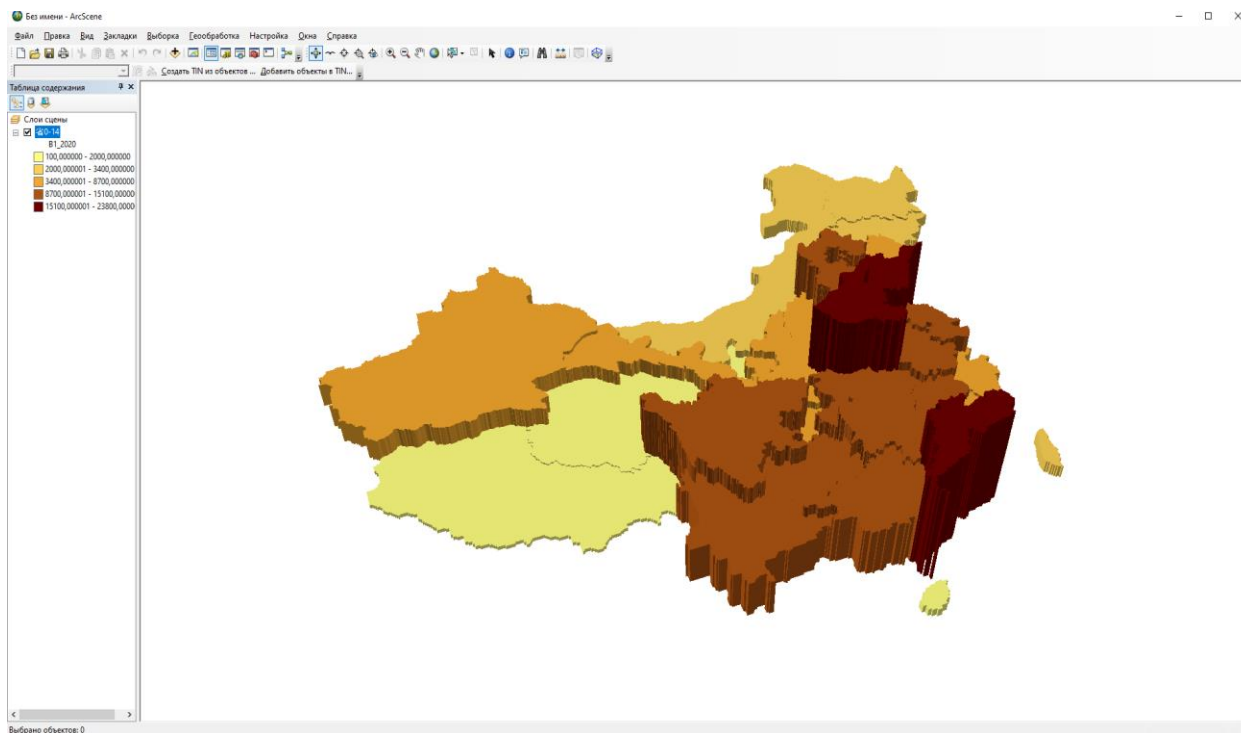 Без имени - ArcScene
Файл Правка Вид Закладки Выборка Геообработка Настройка Окна Справка
Создать TIN из объектов ... Добавить объекты в TIN...
Таблица содержания
Слои сцены
省0-14
B1_2020
100,000000 - 2000,000000
2000,000001 - 3400,000000
3400,000001 - 8700,000000
8700,000001 - 15100,00000
15100,000001 - 23800,0000
Выбрано объектов: 0